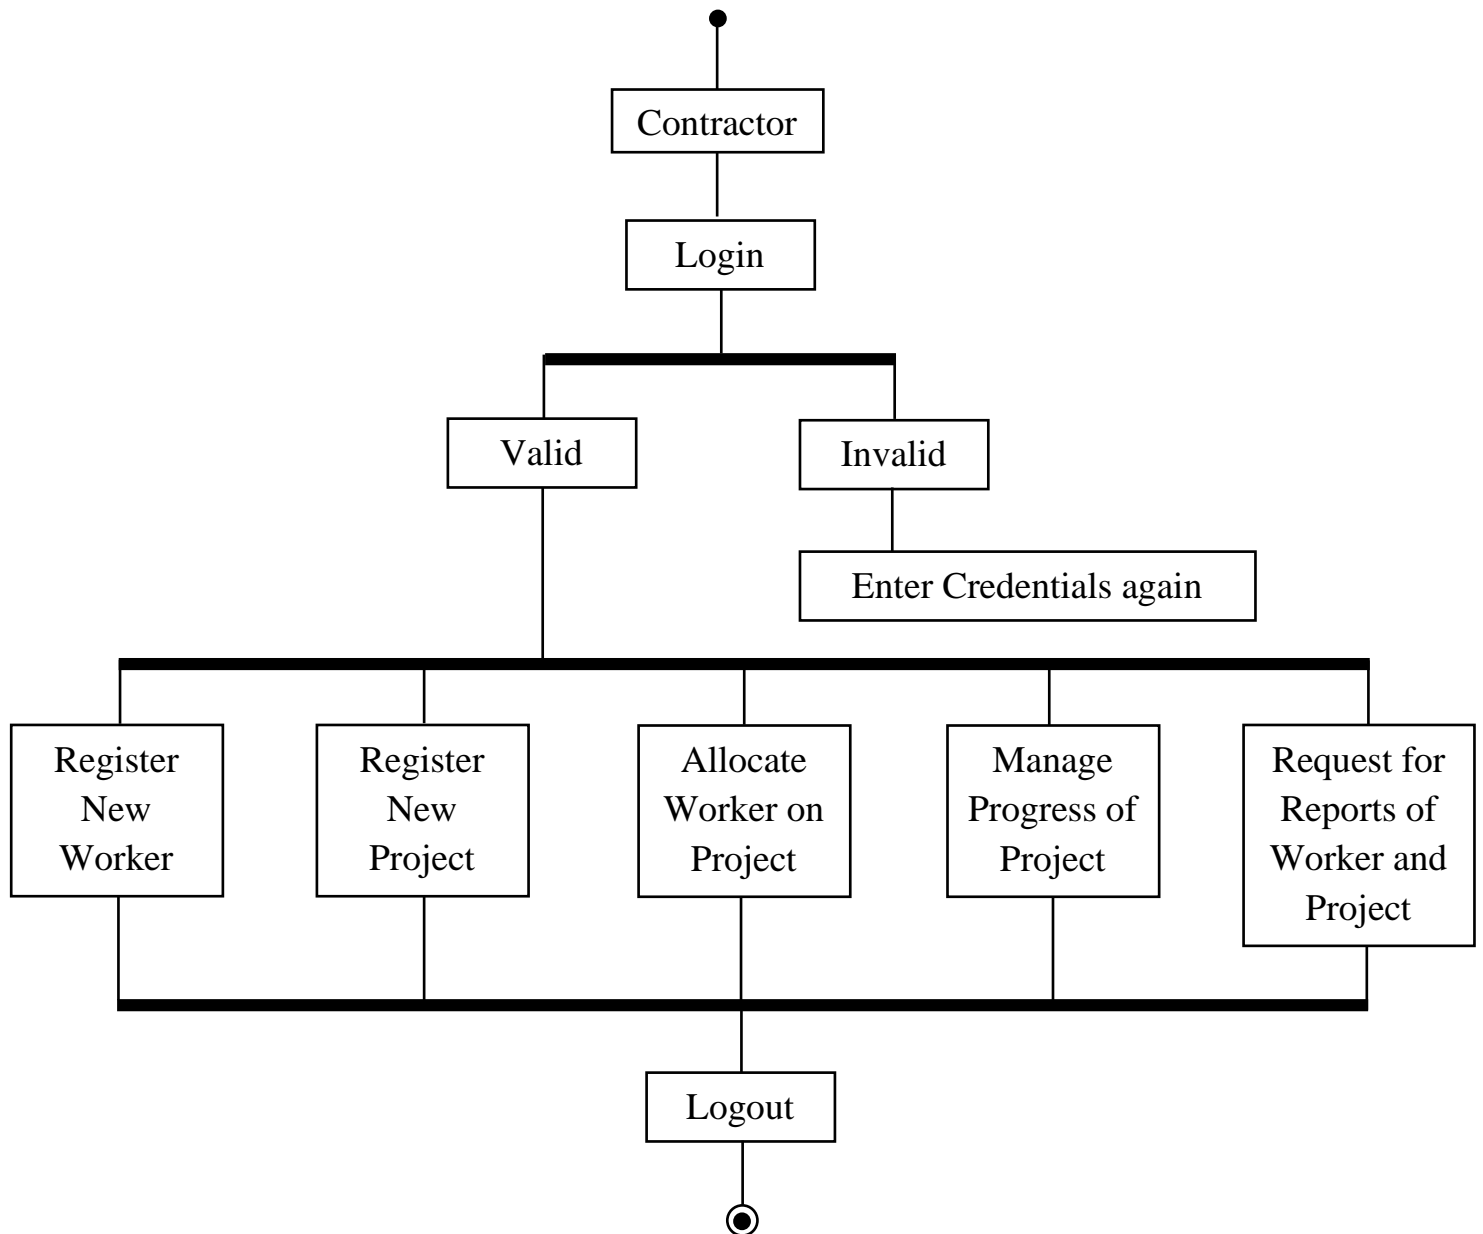 Contractor
Login
Valid
Invalid
Enter Credentials again
Register
New
Worker
Register
New
Project
Allocate
Worker on
Project
Manage
Progress of
Project
Request for
Reports of
Worker and
Project
Logout